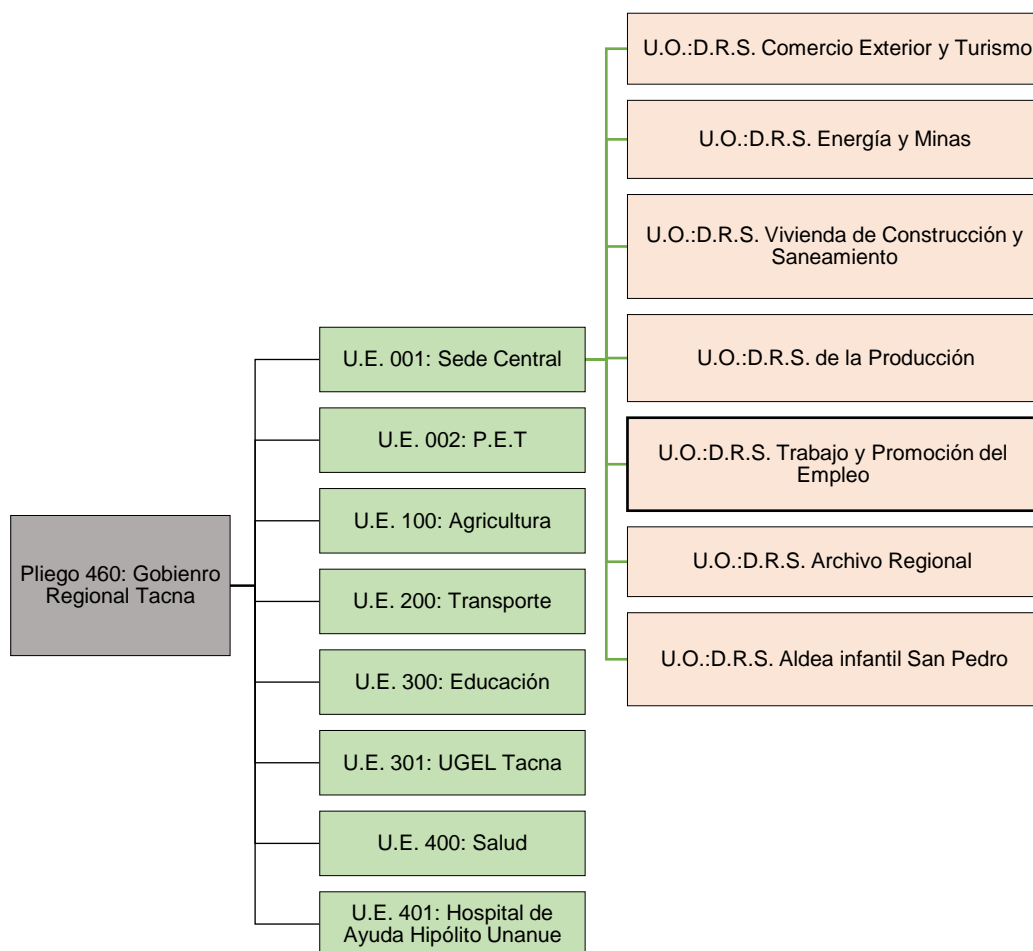 Pliego 460: Gobienro
Regional Tacna
U.E. 001: Sede Central
U.E. 002: P.E.T
U.E. 100: Agricultura
U.E. 200: Transporte
U.E. 300: Educación
U.E. 301: UGEL Tacna
U.E. 400: Salud
U.E. 401: Hospital de
Ayuda Hipólito Unanue
U.O.:D.R.S. Comercio Exterior y Turismo
U.O.:D.R.S. Energía y Minas
U.O.:D.R.S. Vivienda de Construcción y
Saneamiento
U.O.:D.R.S. de la Producción
U.O.:D.R.S. Trabajo y Promoción del
Empleo
U.O.:D.R.S. Archivo Regional
U.O.:D.R.S. Aldea infantil San Pedro